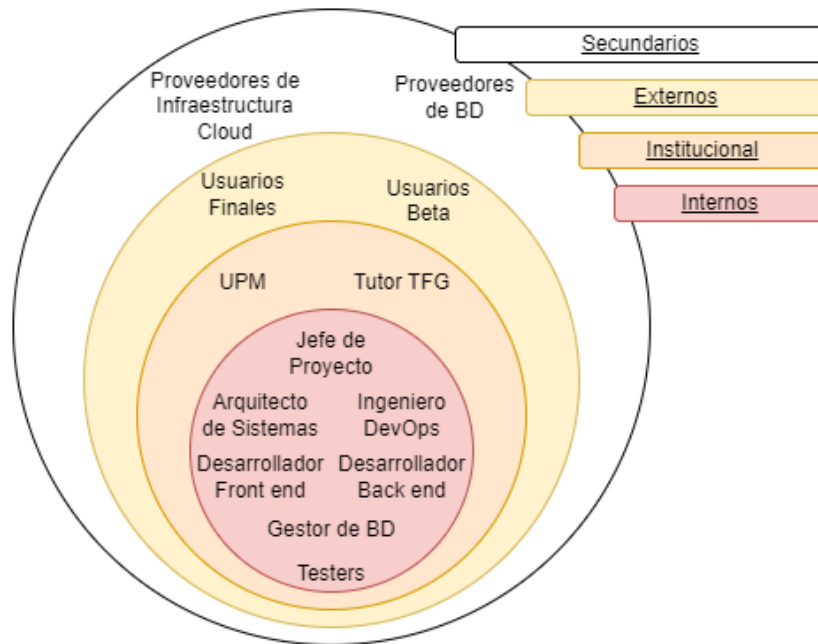 Secundarios
Proveedores de
Infraestructura
Cloud
Proveedores
de BD
Externos
Institucional
Usuarios
Finales
Usuarios
Beta
Internos
UPM
Tutor TFG
Jefe de
Proyecto
Arquitecto
de Sistemas
Ingeniero
DevOps
Desarrollador
Front end
Desarrollador
Back end
Gestor de BD
Testers